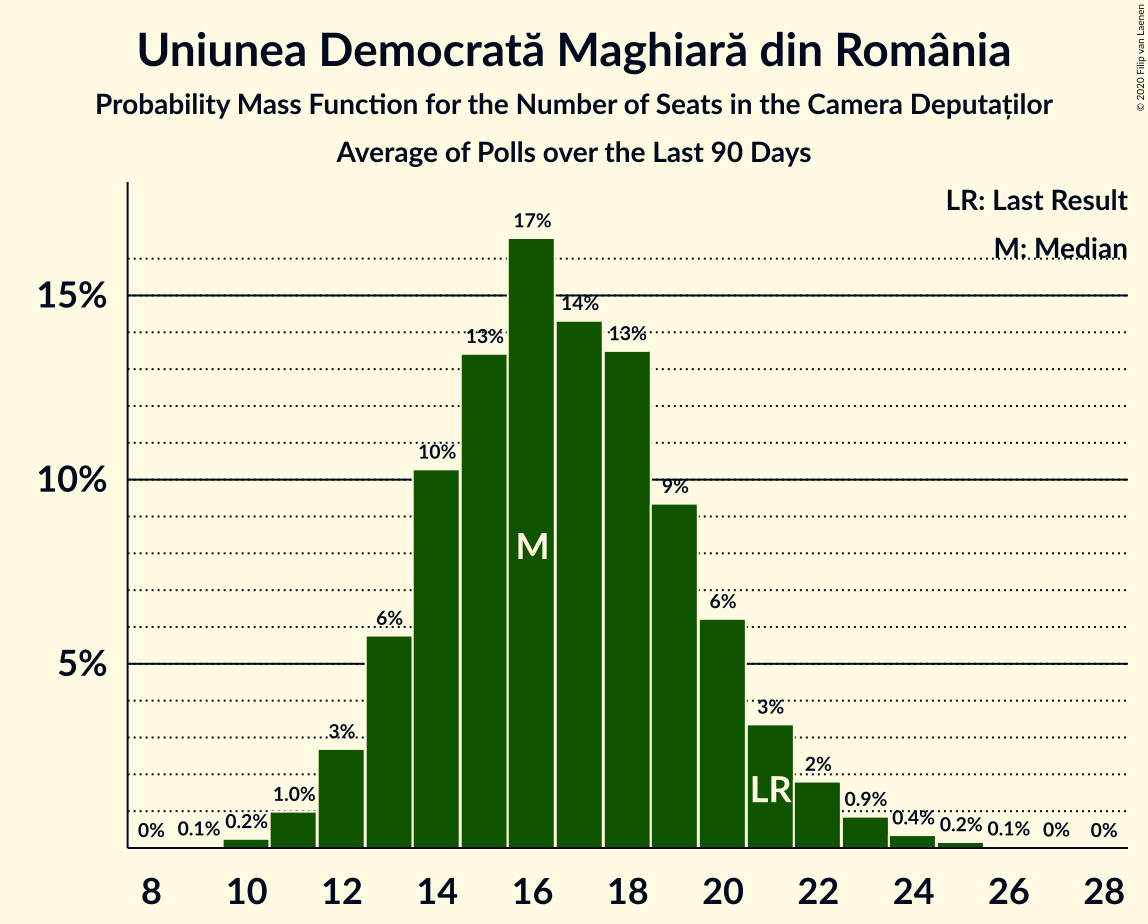 Uniunea Democrată Maghiară din România
Probability Mass Function for the Number of Seats in the Camera Deputaților
Average of Polls over the Last 90 Days
© 2020 Filip van Laenen
LR: Last Result
M: Median
15%
10%
5%
0%
0.1%
0.2%
1.0%
3%
6%
10%
13%
17%
14%
13%
9%
6%
3%
2%
0.9%
0.4%
0.2%
0.1%
0%
0%
M
LR
8 10 12 14 16 18 20 22 24 26 28